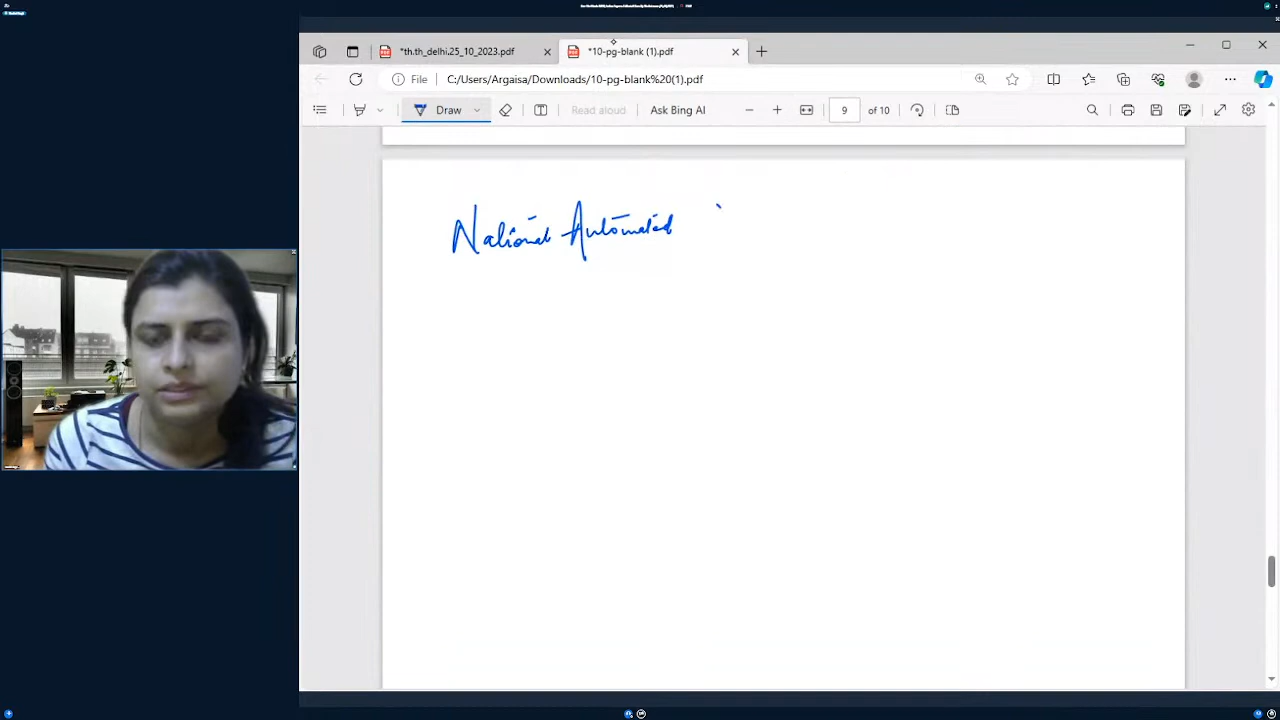 *th.th_delhi.25_10_2023.pdf
*10-pg-blank (1).pdf
File
C:/Users/Argaisa/Downloads/10-pg-blank%20(1).pdf
Draw
Read aloud
Ask Bing AI
9
of 10
National Automated